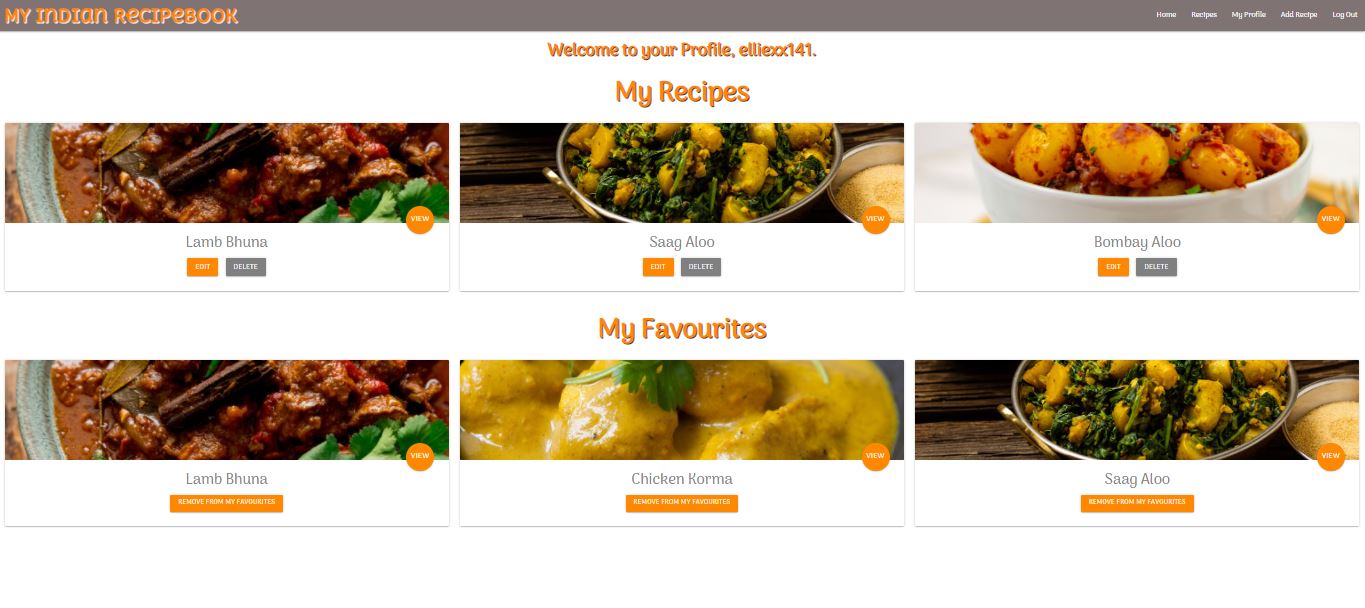 MY INDIAN RECIPEBOOK
Home Recipes My Profile Add Recipe Log Out
Welcome to your Profile, elliexx141.
My Recipes
VIEW VIEW VIEW
Lamb Bhuna Saag Aloo Bombay Aloo
EDIT DELETE EDIT DELETE EDIT DELETE
My Favourites
VIEW VIEW VIEW
Lamb Bhuna Chicken Korma Saag Aloo
REMOVE FROM MY FAVOURITES REMOVE FROM MY FAVOURITES REMOVE FROM MY FAVOURITES